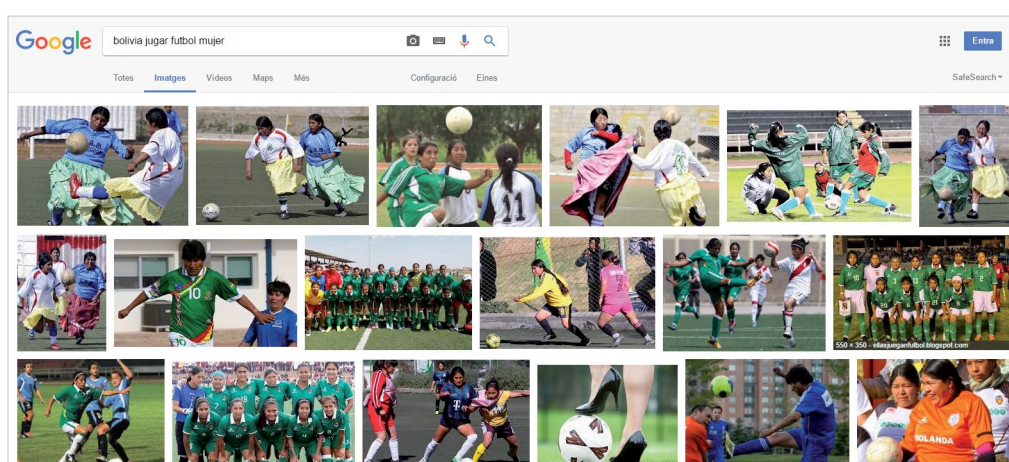 Google
bolivia jugar futbol mujer
Entra
Totes Imatges Vídeos Maps Més Configuració Eines SafeSearch
11
10
10
550 × 350 - ellasjueganfutbol.blogspot.com
T
HOLANDA